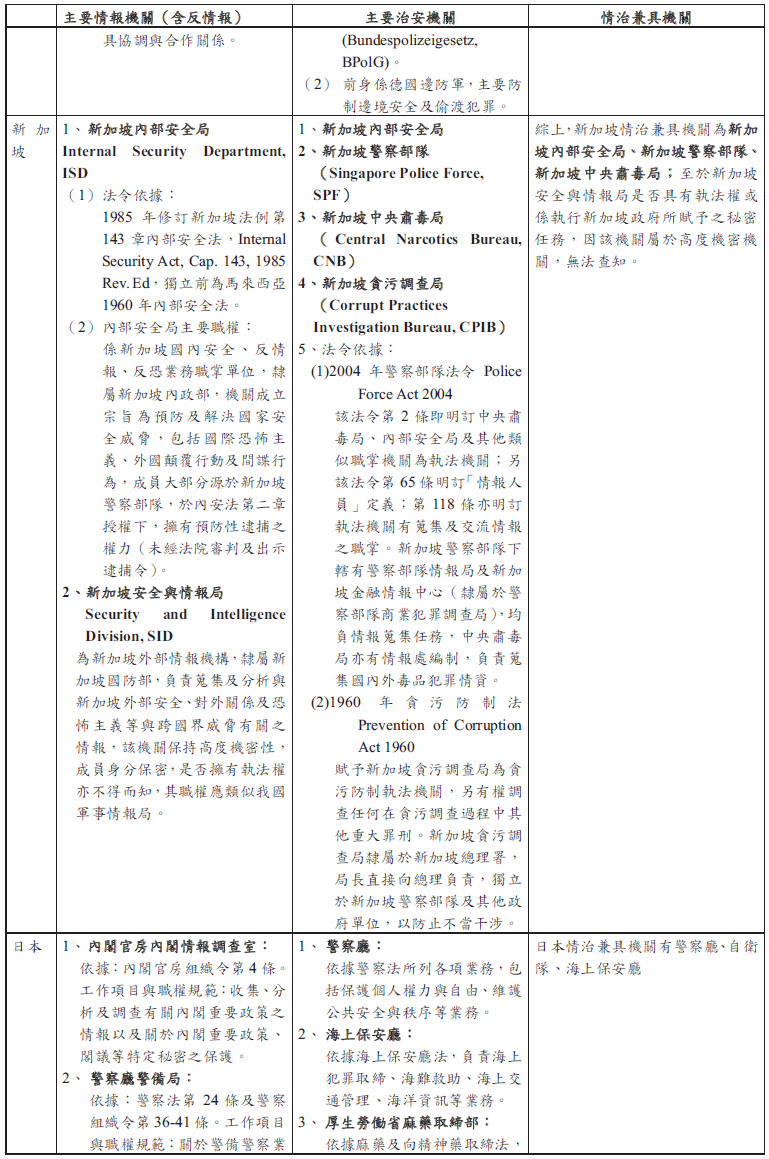 主要情報機關（含反情報）
主要治安機關
情治兼具機關
具協調與合作關係。
(Bundespolizeigesetz,
BPolG)。
（2） 前身係德國邊防軍，主要防
制邊境安全及偷渡犯罪。
新加
坡
1、新加坡內部安全局
Internal Security Department,
ISD
（1）法令依據：
1985 年修訂新加坡法例第
143 章內部安全法，Internal
Security Act, Cap. 143, 1985
Rev. Ed，獨立前為馬來西亞
1960 年內部安全法。
（2）內部安全局主要職權：
係新加坡國內安全、反情
報、反恐業務職掌單位，隸
屬新加坡內政部，機關成立
宗旨為預防及解決國家安
全威脅，包括國際恐怖主
義、外國顛覆行動及間諜行
為，成員大部分源於新加坡
警察部隊，於內安法第二章
授權下，擁有預防性逮捕之
權力（未經法院審判及出示
逮捕令）。
2、新加坡安全與情報局
Security and Intelligence
Division, SID
為新加坡外部情報機構，隸屬新
加坡國防部，負責蒐集及分析與
新加坡外部安全、對外關係及恐
怖主義等與跨國界威脅有關之
情報，該機關保持高度機密性，
成員身分保密，是否擁有執法權
亦不得而知，其職權應類似我國
軍事情報局。
1、新加坡內部安全局
2、新加坡警察部隊
（Singapore Police Force,
SPF）
3、新加坡中央肅毒局
（ Central Narcotics Bureau,
CNB）
4、新加坡貪污調查局
（Corrupt Practices
Investigation Bureau, CPIB）
5、法令依據：
(1)2004 年警察部隊法令 Police
Force Act 2004
該法令第 2 條即明訂中央肅
毒局、內部安全局及其他類
似職掌機關為執法機關；另
該法令第 65 條明訂「情報人
員」定義；第 118 條亦明訂
執法機關有蒐集及交流情報
之職掌。新加坡警察部隊下
轄有警察部隊情報局及新加
坡金融情報中心（隸屬於警
察部隊商業犯罪調查局），均
負情報蒐集任務，中央肅毒
局亦有情報處編制，負責蒐
集國內外毒品犯罪情資。
(2)1960 年貪污防制法
Prevention of Corruption
Act 1960
賦予新加坡貪污調查局為貪
污防制執法機關，另有權調
查任何在貪污調查過程中其
他重大罪刑。新加坡貪污調
查局隸屬於新加坡總理署，
局長直接向總理負責，獨立
於新加坡警察部隊及其他政
府單位，以防止不當干涉。
綜上，新加坡情治兼具機關為新加
坡內部安全局、新加坡警察部隊、
新加坡中央肅毒局；至於新加坡
安全與情報局是否具有執法權或
係執行新加坡政府所賦予之秘密
任務，因該機關屬於高度機密機
關，無法查知。
日本
1、內閣官房內閣情報調查室：
依據：內閣官房組織令第 4 條。
工作項目與職權規範：收集、分
析及調查有關內閣重要政策之
情報以及關於內閣重要政策、
閣議等特定秘密之保護。
2、 警察廳警備局：
依據：警察法第 24 條及警察
組織令第 36-41 條。工作項目
與職權規範：關於警備警察業
1、 警察廳：
依據警察法所列各項業務，包
括保護個人權力與自由、維護
公共安全與秩序等業務。
2、 海上保安廳：
依據海上保安廳法，負責海上
犯罪取締、海難救助、海上交
通管理、海洋資訊等業務。
3、 厚生勞働省麻藥取締部：
依據麻藥及向精神藥取締法，
日本情治兼具機關有警察廳、自衛
隊、海上保安廳